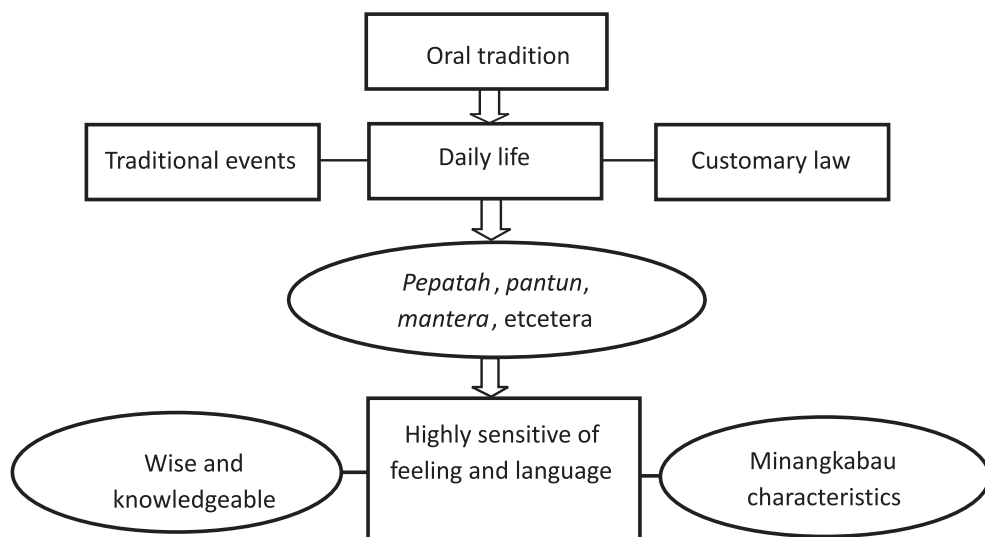 Oral tradition
Traditional events
Daily life
Customary law
Pepatah, pantun,
mantera, etcetera
Wise and
knowledgeable
Highly sensitive of
feeling and language
Minangkabau
characteristics